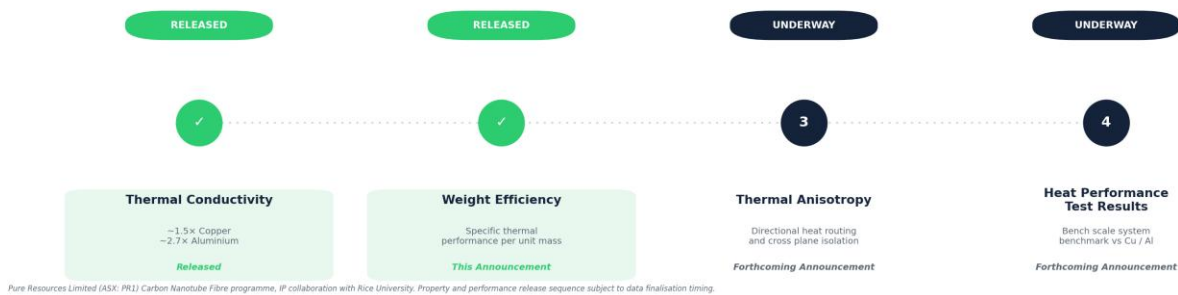 RELEASED
RELEASED
UNDERWAY
UNDERWAY
✓
✓
3
4
Thermal Conductivity
~1.5× Copper
~2.7× Aluminium
Released
Weight Efficiency
Specific thermal
performance per unit mass
This Announcement
Thermal Anisotropy
Directional heat routing
and cross plane isolation
Forthcoming Announcement
Heat Performance
Test Results
Bench scale system
benchmark vs Cu / Al
Forthcoming Announcement
Pure Resources Limited (ASX: PR1) Carbon Nanotube Fibre programme, IP collaboration with Rice University. Property and performance release sequence subject to data finalisation timing.